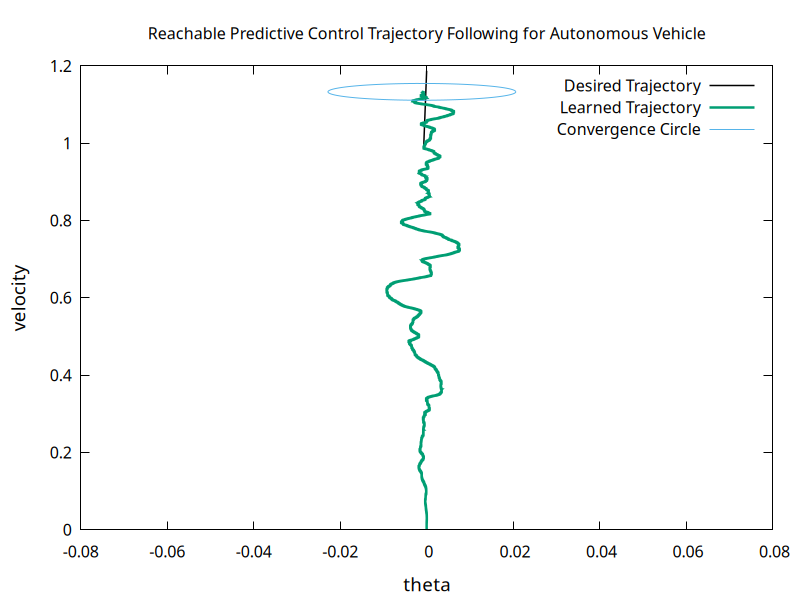 Reachable Predictive Control Trajectory Following for Autonomous Vehicle
Desired Trajectory
Learned Trajectory
Convergence Circle
velocity
1.2
1
0.8
0.6
0.4
0.2
0
-0.08 -0.06 -0.04 -0.02 0 0.02 0.04 0.06 0.08
theta